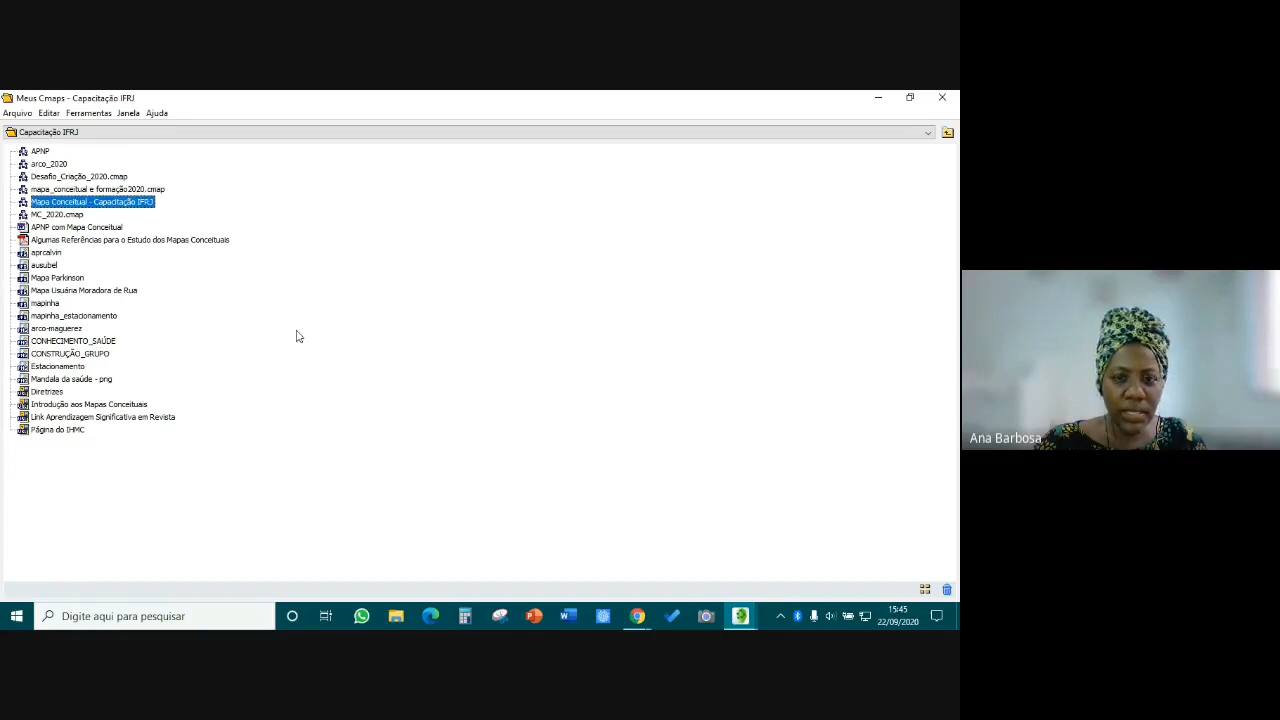 Meus Cmaps - Capacitação IFRJ
Arquivo Editar Ferramentas Janela Ajuda
Capacitação IFRJ
APNP
arco_2020
Desafio_Criação_2020.cmap
mapa_conceitual e formação2020.cmap
Mapa Conceitual - Capacitação IFRJ
MC_2020.cmap
APNP com Mapa Conceitual
Algumas Referências para o Estudo dos Mapas Conceituais
aprcalvin
ausubel
Mapa Parkinson
Mapa Usuária Moradora de Rua
mapinha
mapinha_estacionamento
arco-maguerez
CONHECIMENTO_SAÚDE
CONSTRUÇÃO_GRUPO
Estacionamento
Mandala da saúde - png
Diretrizes
Introdução aos Mapas Conceituais
Link Aprendizagem Significativa em Revista
Página do IHMC
Ana Barbosa
Digite aqui para pesquisar
15:45
22/09/2020